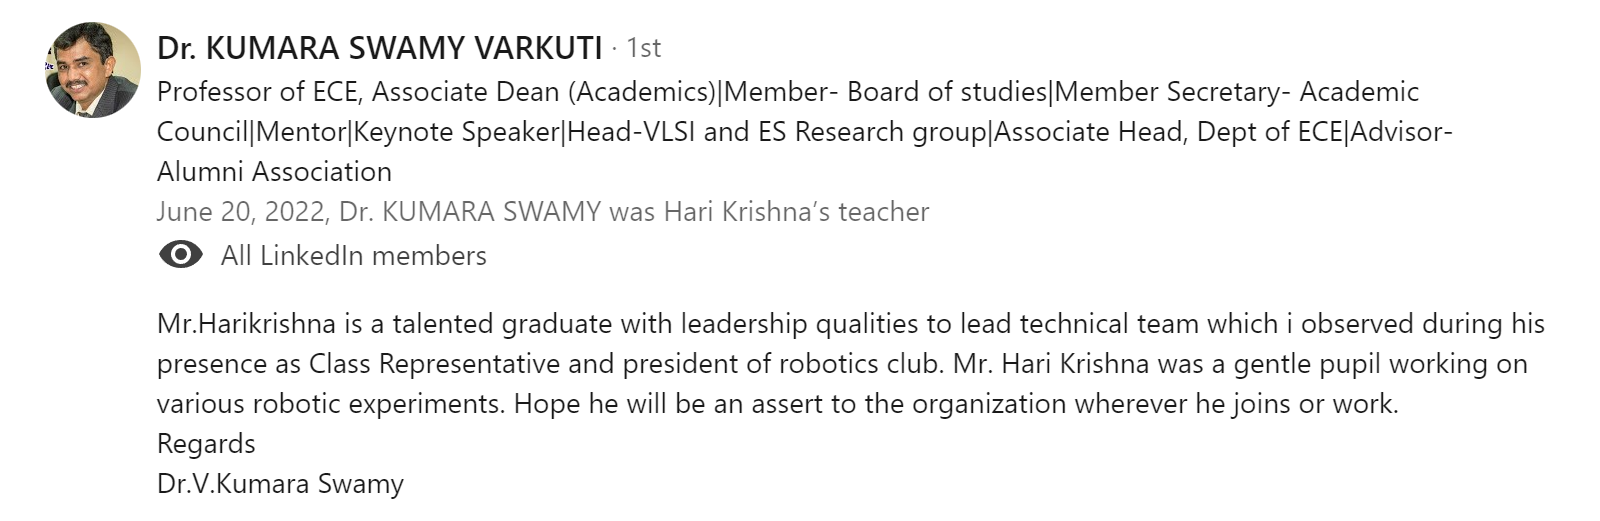 Dr. KUMARA SWAMY VARKUTI · 1st
Professor of ECE, Associate Dean (Academics)|Member- Board of studies|Member Secretary- Academic
Council|Mentor|Keynote Speaker|Head-VLSI and ES Research group|Associate Head, Dept of ECE|Advisor-
Alumni Association
June 20, 2022, Dr. KUMARA SWAMY was Hari Krishna’s teacher
All LinkedIn members
Mr.Harikrishna is a talented graduate with leadership qualities to lead technical team which i observed during his
presence as Class Representative and president of robotics club. Mr. Hari Krishna was a gentle pupil working on
various robotic experiments. Hope he will be an assert to the organization wherever he joins or work.
Regards
Dr.V.Kumara Swamy